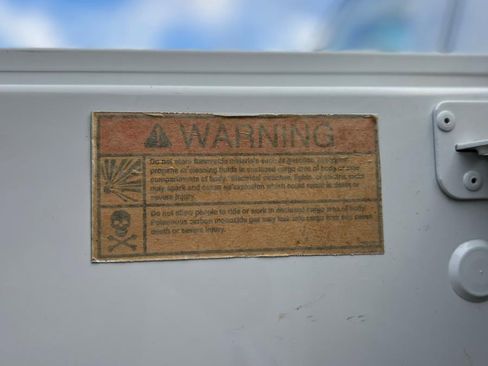 WARNING
Do not store flammable materials such as gasoline,
propane or cleaning fluids in enclosed cargo area of body or side
compartments of body. Electrical switches, lights, or
may spark and cause an explosion which could result in death or
severe injury.
Do not allow people to ride or work in enclosed cargo area of body.
Poisonous carbon monoxide gas may leak into cargo area and cause
death or severe injury.